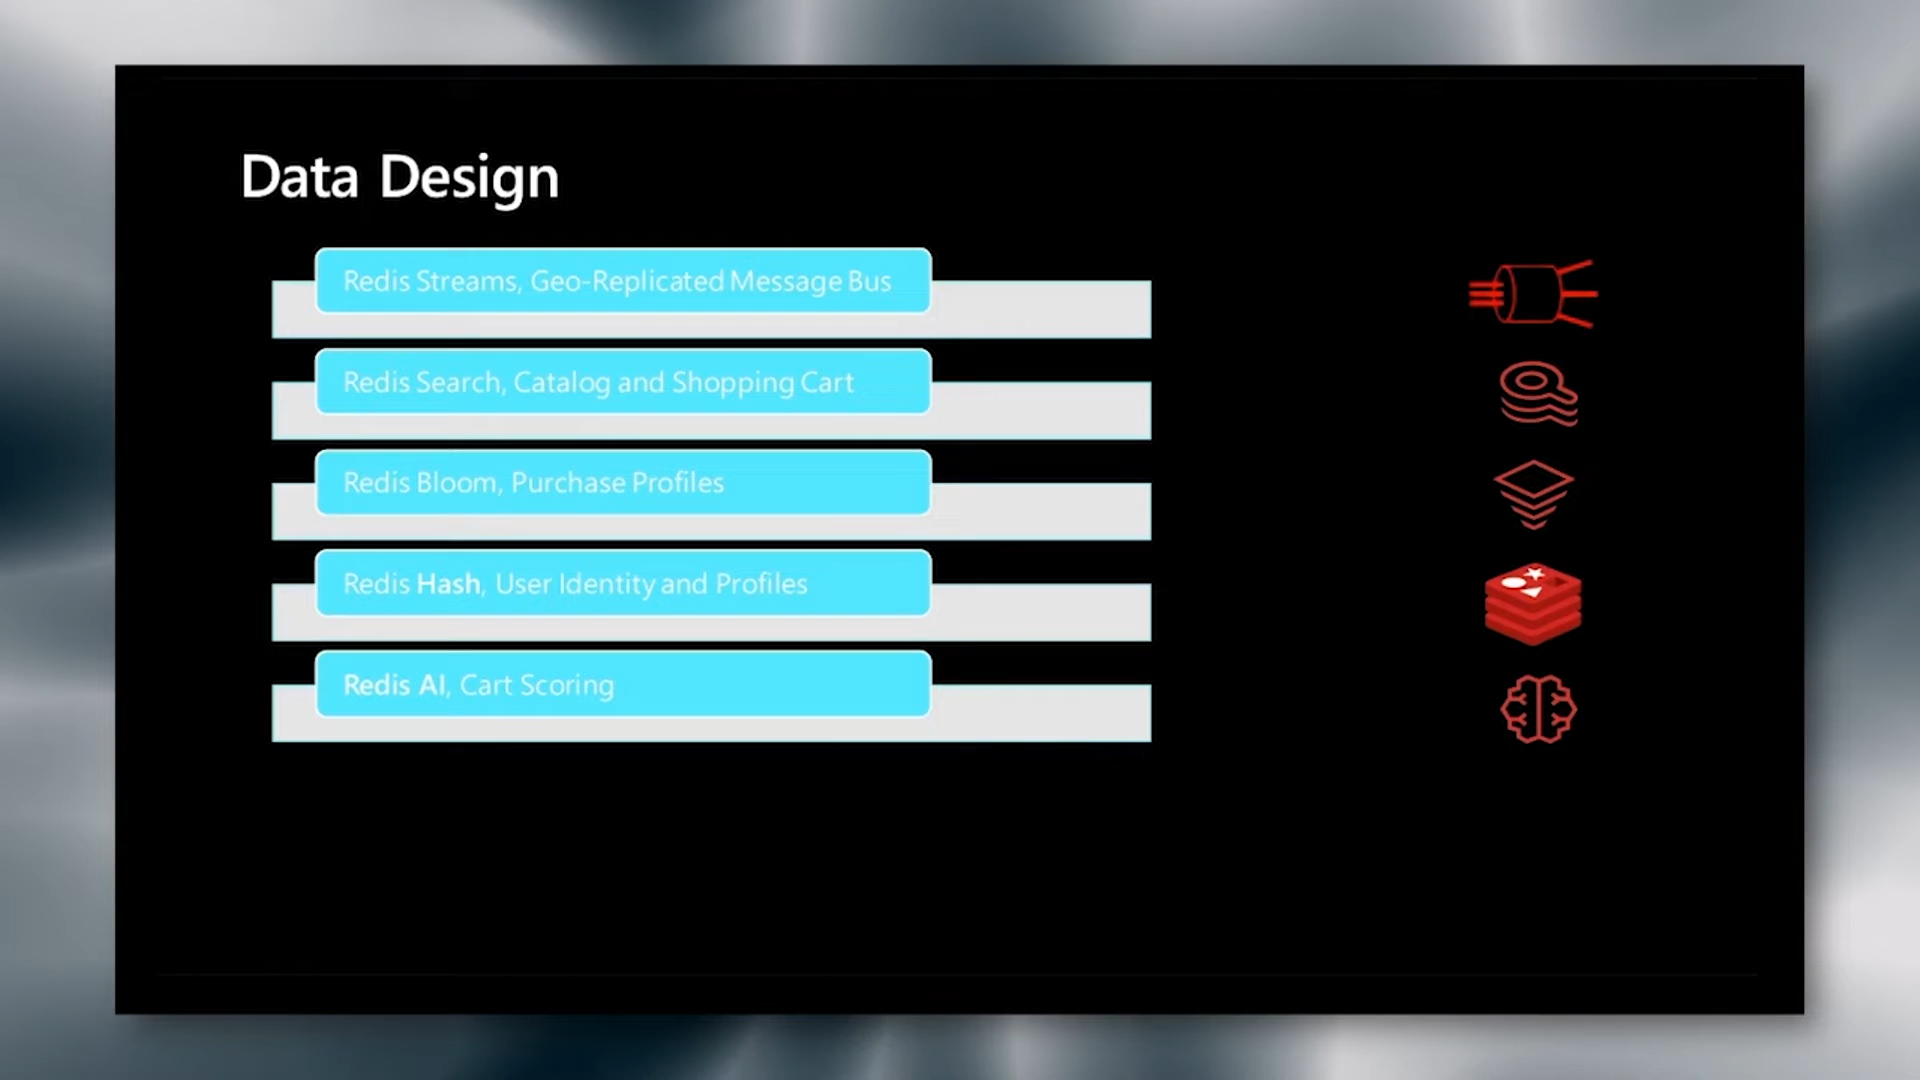 Data Design
Redis Streams, Geo-Replicated Message Bus
Redis Search, Catalog and Shopping Cart
Redis Bloom, Purchase Profiles
Redis Hash, User Identity and Profiles
Redis AI, Cart Scoring